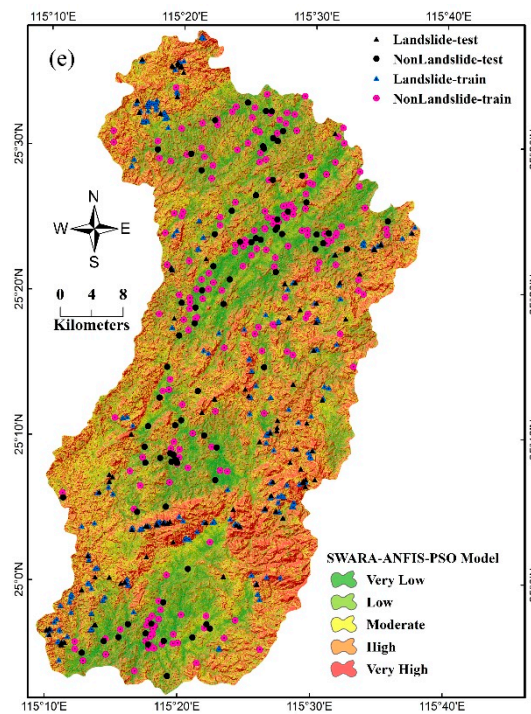 115°10'E
115°20'E
115°30'E
115°40'E
(e)
Landslide-test
NonLandslide-test
Landslide-train
NonLandslide-train
25°30'N
N
W
E
S
0 4 8
Kilometers
25°20'N
25°10'N
25°0'N
SWARA-ANFIS-PSO Model
Very Low
Low
Moderate
High
Very High
115°10'E
115°20'E
115°30'E
115°40'E